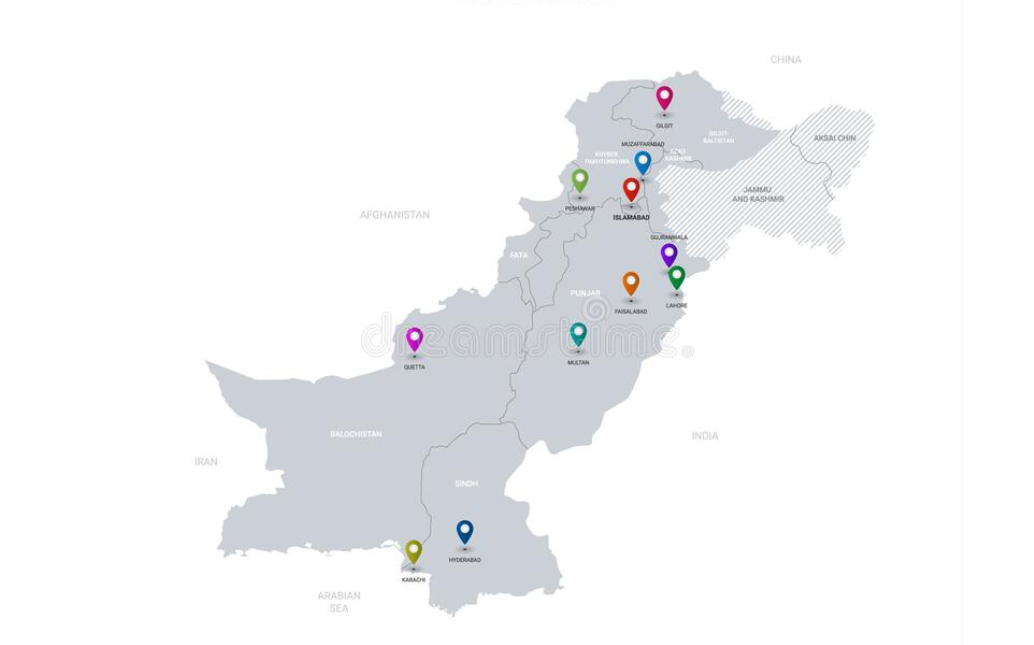 CHINA
GILGIT
GILGIT-
BALTISTAN
AKSAI CHIN
MUZAFFARABAD
AZAD
KASHMIR
KHYBER
PAKHTUNKHWA
JAMMU
AND KASHMIR
PESHAWAR
ISLAMABAD
AFGHANISTAN
GUJRANWALA
FATA
PUNJAB
LAHORE
FAISALABAD
dreamstime.
MULTAN
QUETTA
BALOCHISTAN
INDIA
IRAN
SINDH
HYDERABAD
KARACHI
ARABIAN
SEA